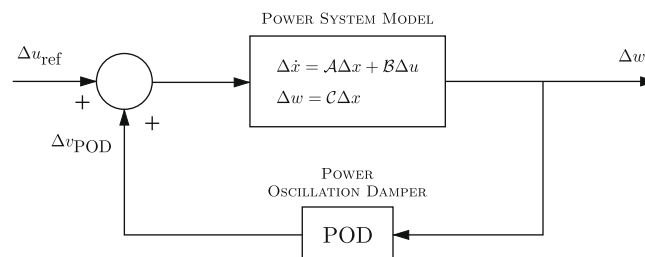 POWER SYSTEM MODEL
Δu_ref
Δẋ = 𝒜Δx + ℬΔu
Δw = 𝒞Δx
Δw
+
+
Δv_POD
POWER
OSCILLATION DAMPER
POD